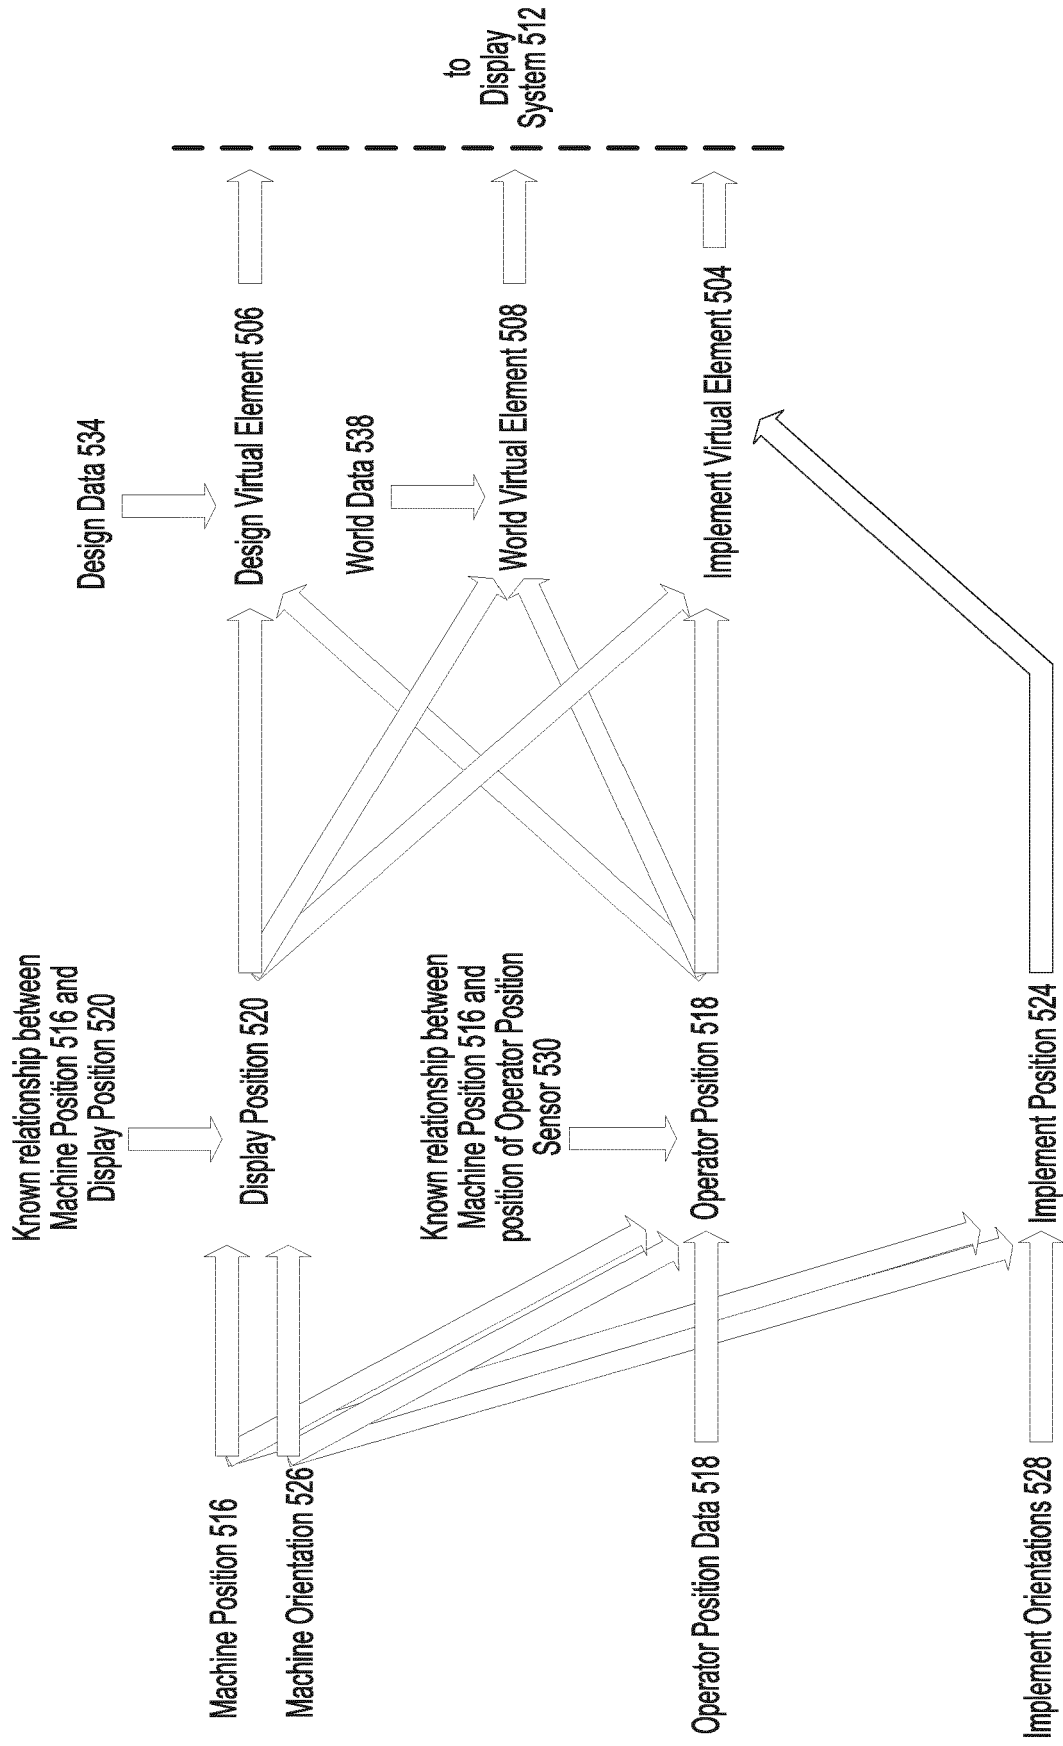 Machine Position 516
Machine Orientation 526
Operator Position Data 518
Implement Orientations 528
Known relationship between
Machine Position 516 and
Display Position 520
Display Position 520
Known relationship between
Machine Position 516 and
position of Operator Position
Sensor 530
Operator Position 518
Implement Position 524
Design Data 534
Design Virtual Element 506
World Data 538
World Virtual Element 508
Implement Virtual Element 504
to
Display
System 512